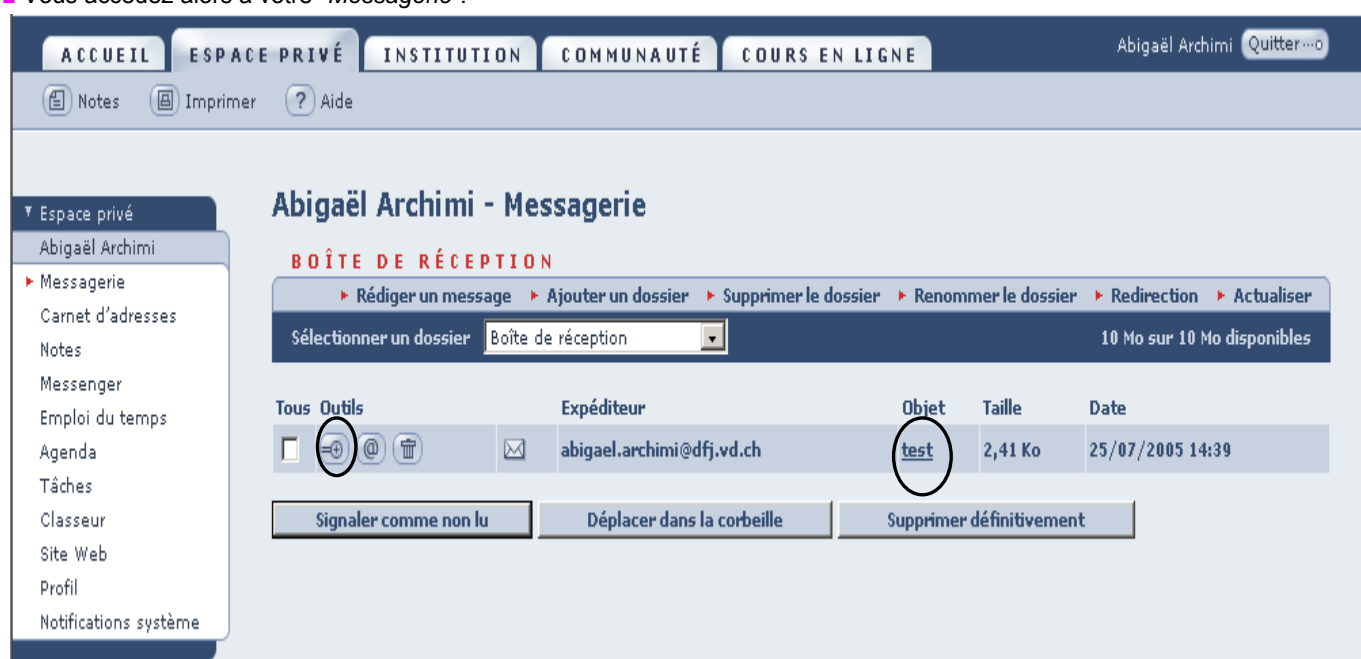 Vous accédez alors à votre "Messagerie".
ACCUEIL ESPACE PRIVÉ INSTITUTION COMMUNAUTÉ COURS EN LIGNE Abigaël Archimi Quitter
Notes Imprimer ? Aide
Abigaël Archimi - Messagerie
Espace privé
Abigaël Archimi
BOÎTE DE RÉCEPTION
Messagerie
Rédiger un message Ajouter un dossier Supprimer le dossier Renommer le dossier Redirection Actualiser
Carnet d'adresses
Sélectionner un dossier Boîte de réception 10 Mo sur 10 Mo disponibles
Notes
Messenger
Emploi du temps
Agenda
Tâches
Classeur
Site Web
Profil
Notifications système
Tous Outils Expéditeur Objet Taille Date
@ abigael.archimi@dfj.vd.ch test 2,41 Ko 25/07/2005 14:39
Signaler comme non lu Déplacer dans la corbeille Supprimer définitivement